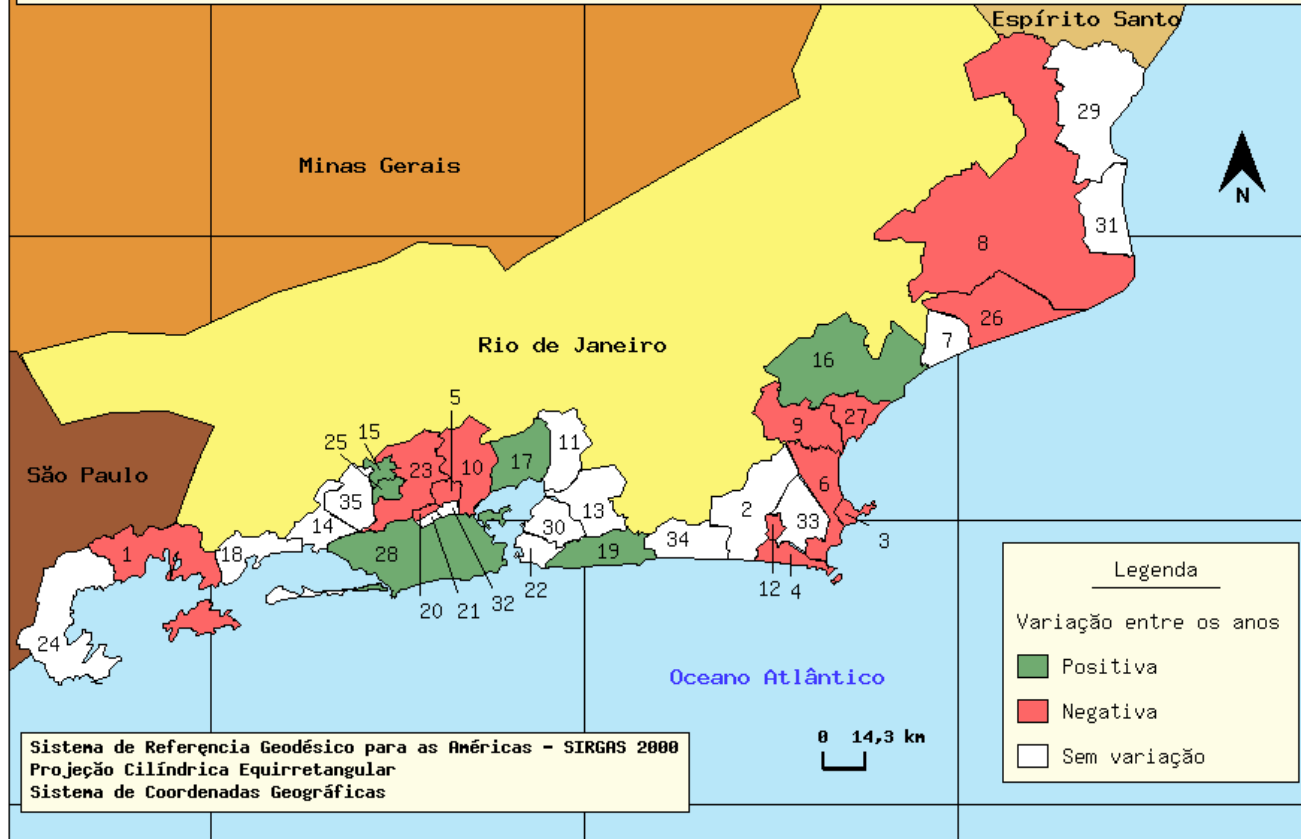 Espírito Santo
29
Minas Gerais
N
31
8
26
7
Rio de Janeiro
16
5
15
25
9
27
11
17
23
10
São Paulo
35
6
2
13
14
30
33
34
1
18
28
19
3
20
21
32
22
12
4
24
Oceano Atlântico
0 14,3 km
Legenda
Variação entre os anos
Positiva
Negativa
Sem variação
Sistema de Referęncia Geodésico para as Américas - SIRGAS 2000
Projeção Cilíndrica Equirretangular
Sistema de Coordenadas Geográficas